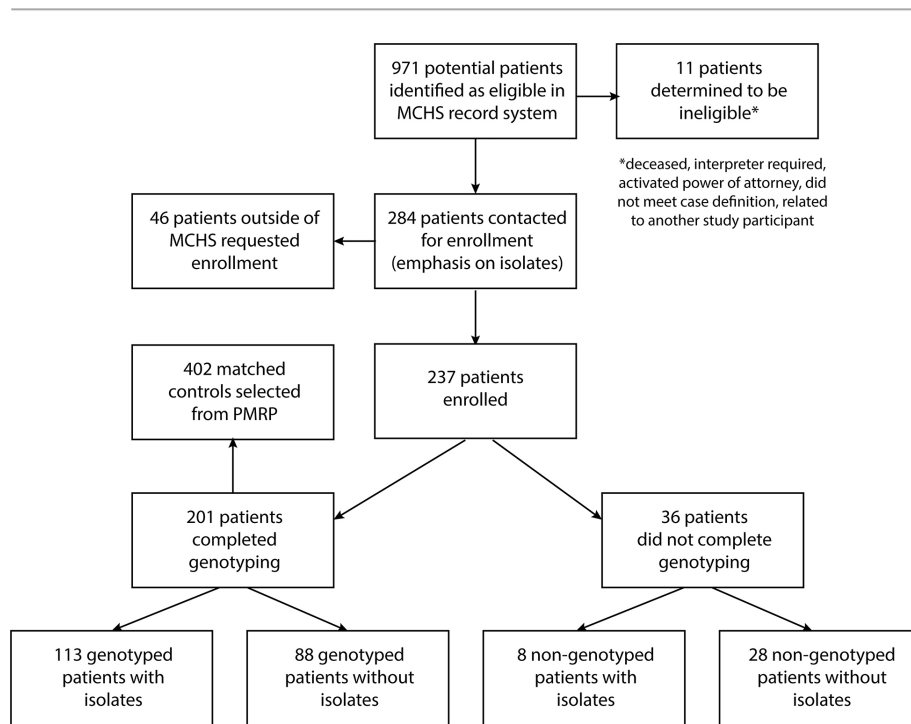 971 potential patients
identified as eligible in
MCHS record system
11 patients
determined to be
ineligible*
*deceased, interpreter required,
activated power of attorney, did
not meet case definition, related
to another study participant
46 patients outside of
MCHS requested
enrollment
284 patients contacted
for enrollment
(emphasis on isolates)
402 matched
controls selected
from PMRP
237 patients
enrolled
201 patients
completed
genotyping
36 patients
did not complete
genotyping
113 genotyped
patients with
isolates
88 genotyped
patients without
isolates
8 non-genotyped
patients with
isolates
28 non-genotyped
patients without
isolates